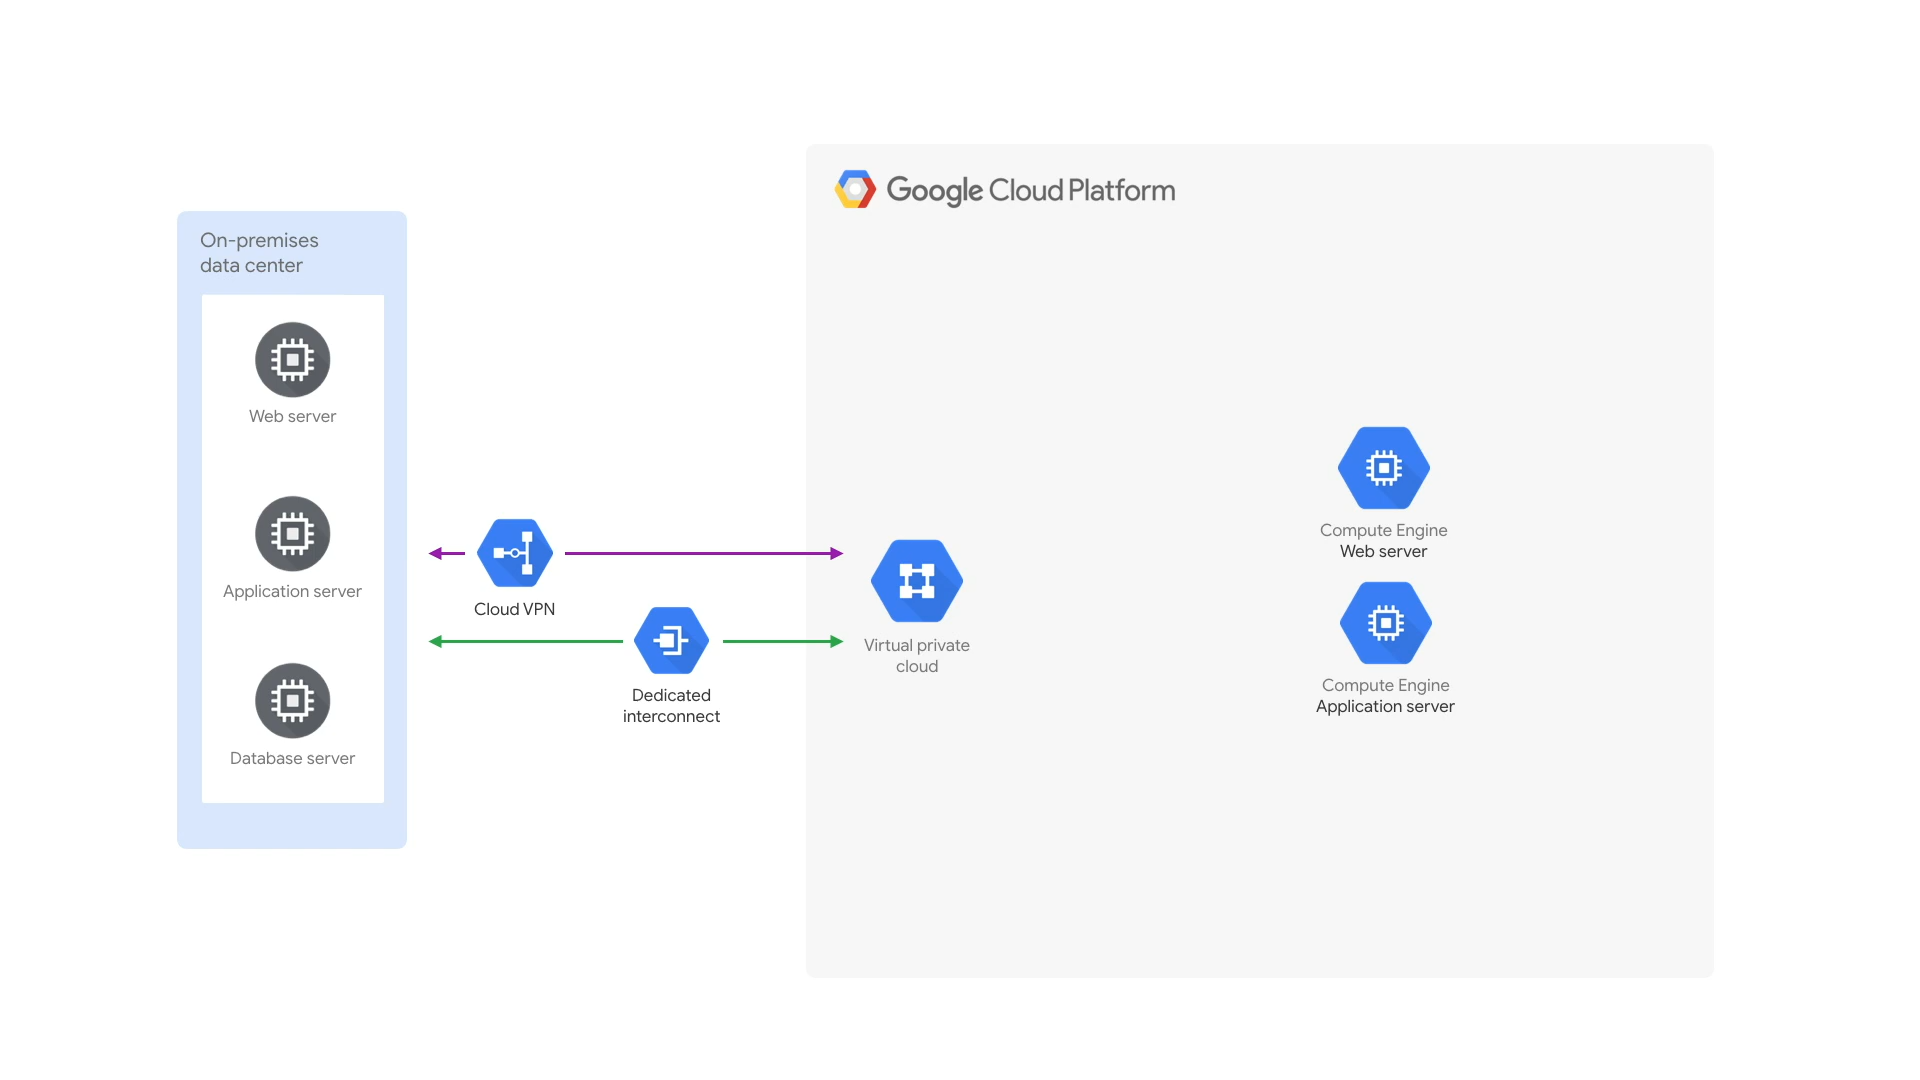 Google Cloud Platform
On-premises
data center
Web server
Application server
Database server
Cloud VPN
Dedicated
interconnect
Virtual private
cloud
Compute Engine
Web server
Compute Engine
Application server